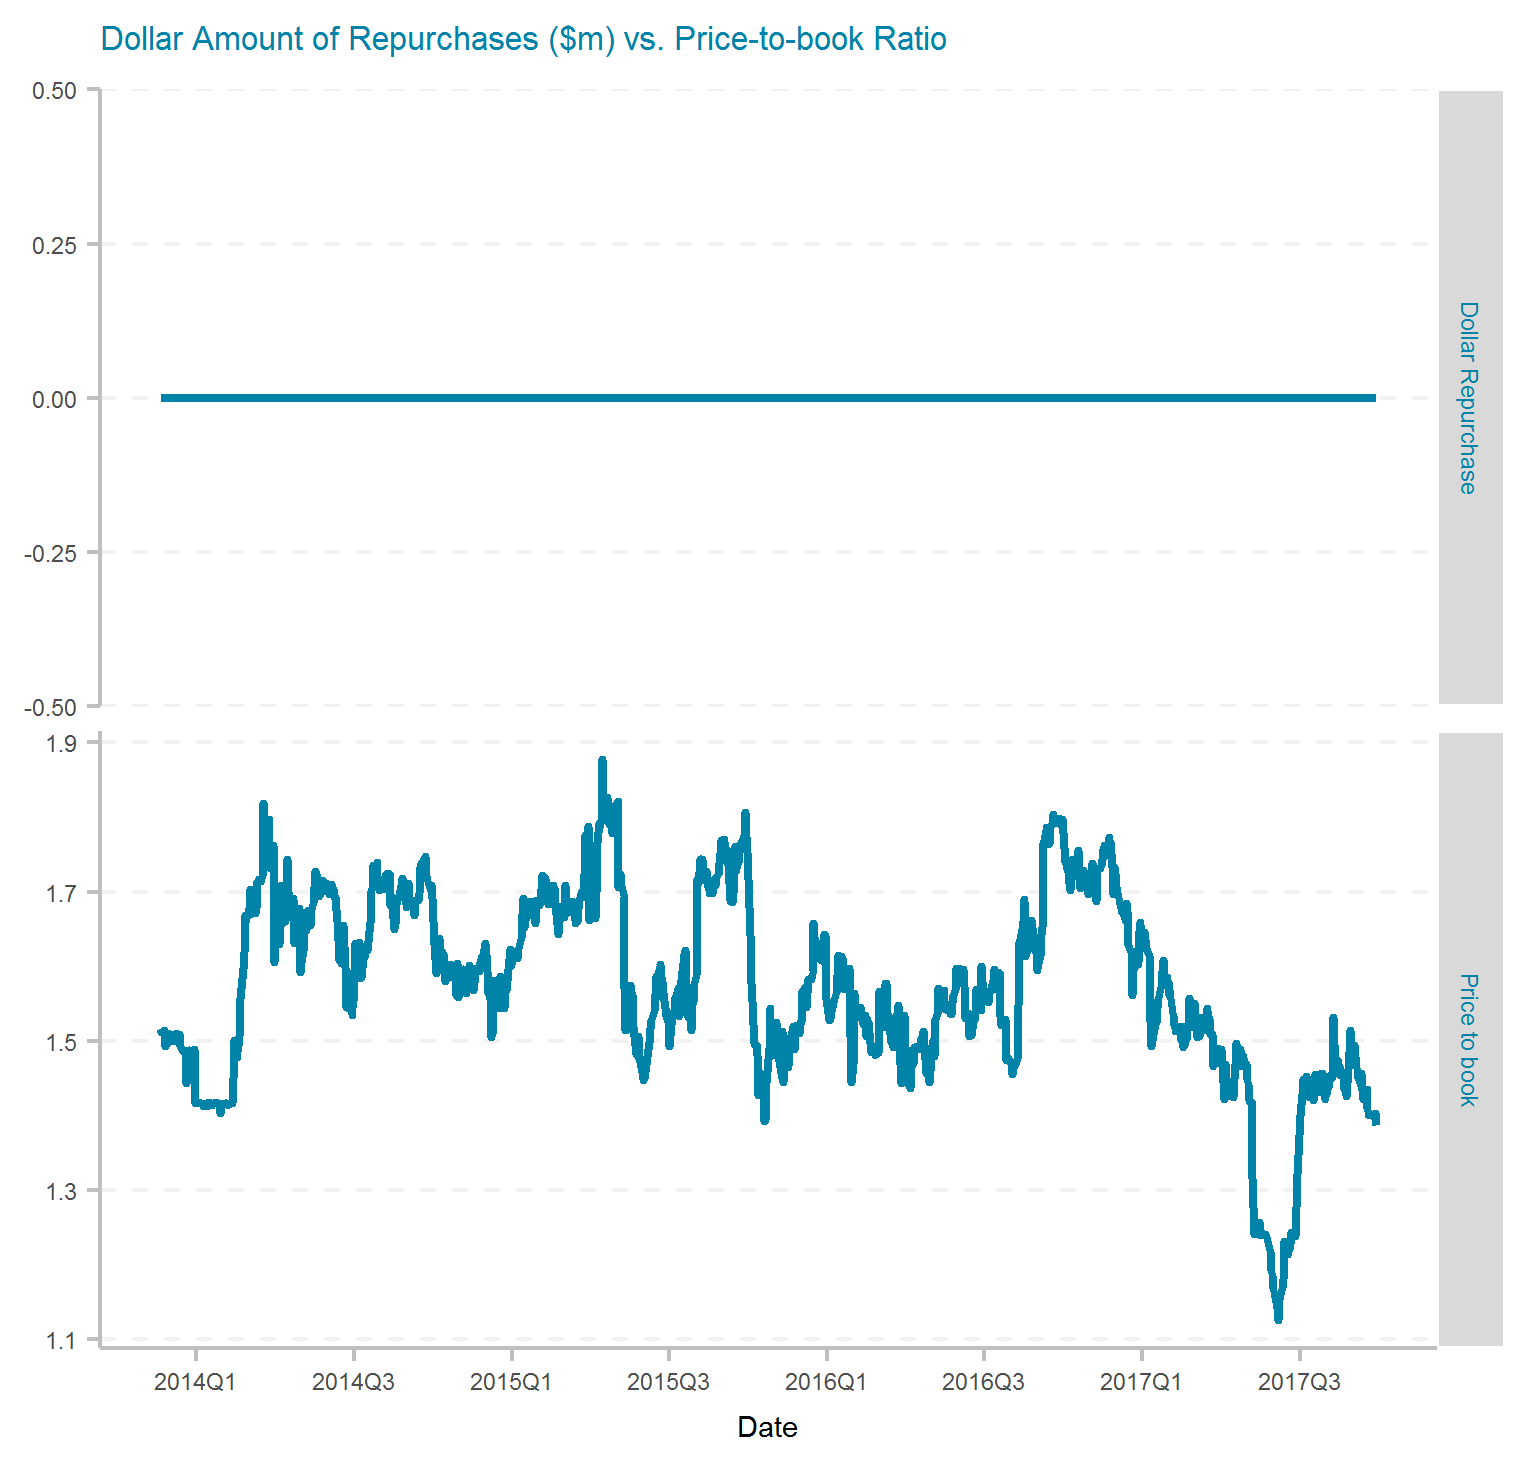 Dollar Amount of Repurchases ($m) vs. Price-to-book Ratio
0.50
0.25
0.00
-0.25
-0.50
Dollar Repurchase
1.9
1.7
1.5
1.3
1.1
Price to book
2014Q1 2014Q3 2015Q1 2015Q3 2016Q1 2016Q3 2017Q1 2017Q3
Date